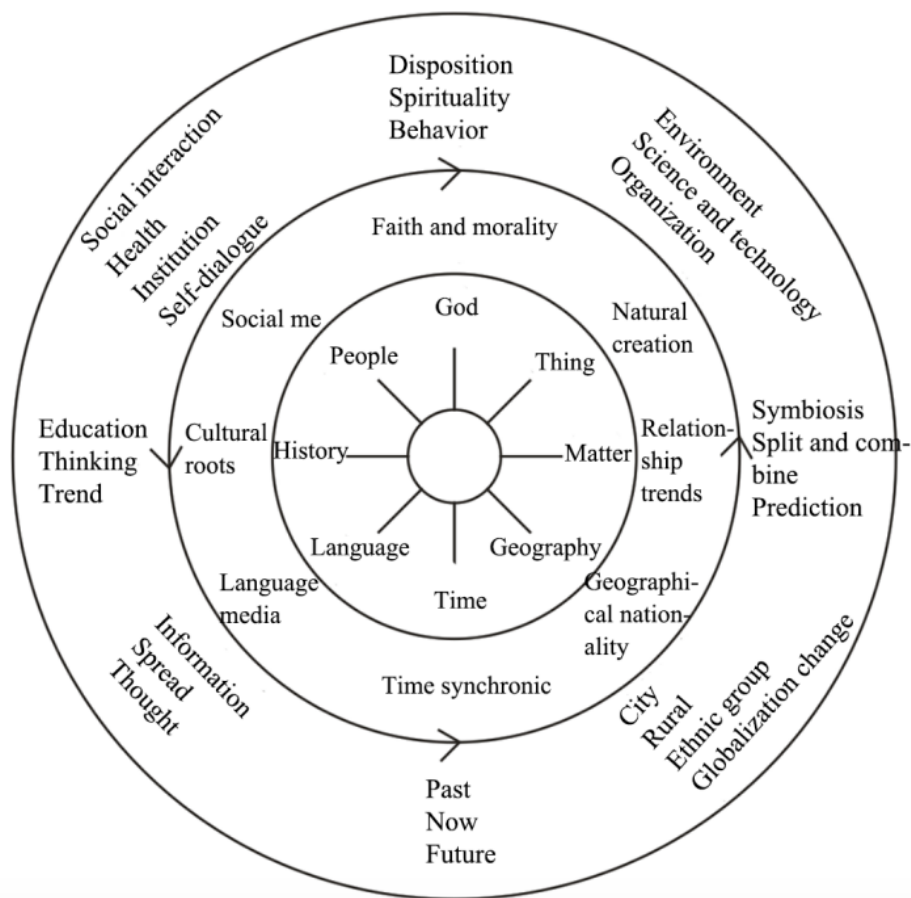 Disposition
Spirituality
Behavior
Environment
Science and technology
Organization
Social interaction
Health
Institution
Self-dialogue
Faith and morality
Social me
God
Natural
creation
People
Thing
Education
Thinking
Trend
Cultural
roots
History
Matter
Relation-
ship
trends
Symbiosis
Split and com-
bine
Prediction
Language
Geography
Language
media
Time
Geographi-
cal nation-
ality
Information
Spread
Thought
Time synchronic
City
Rural
Ethnic group
Globalization change
Past
Now
Future